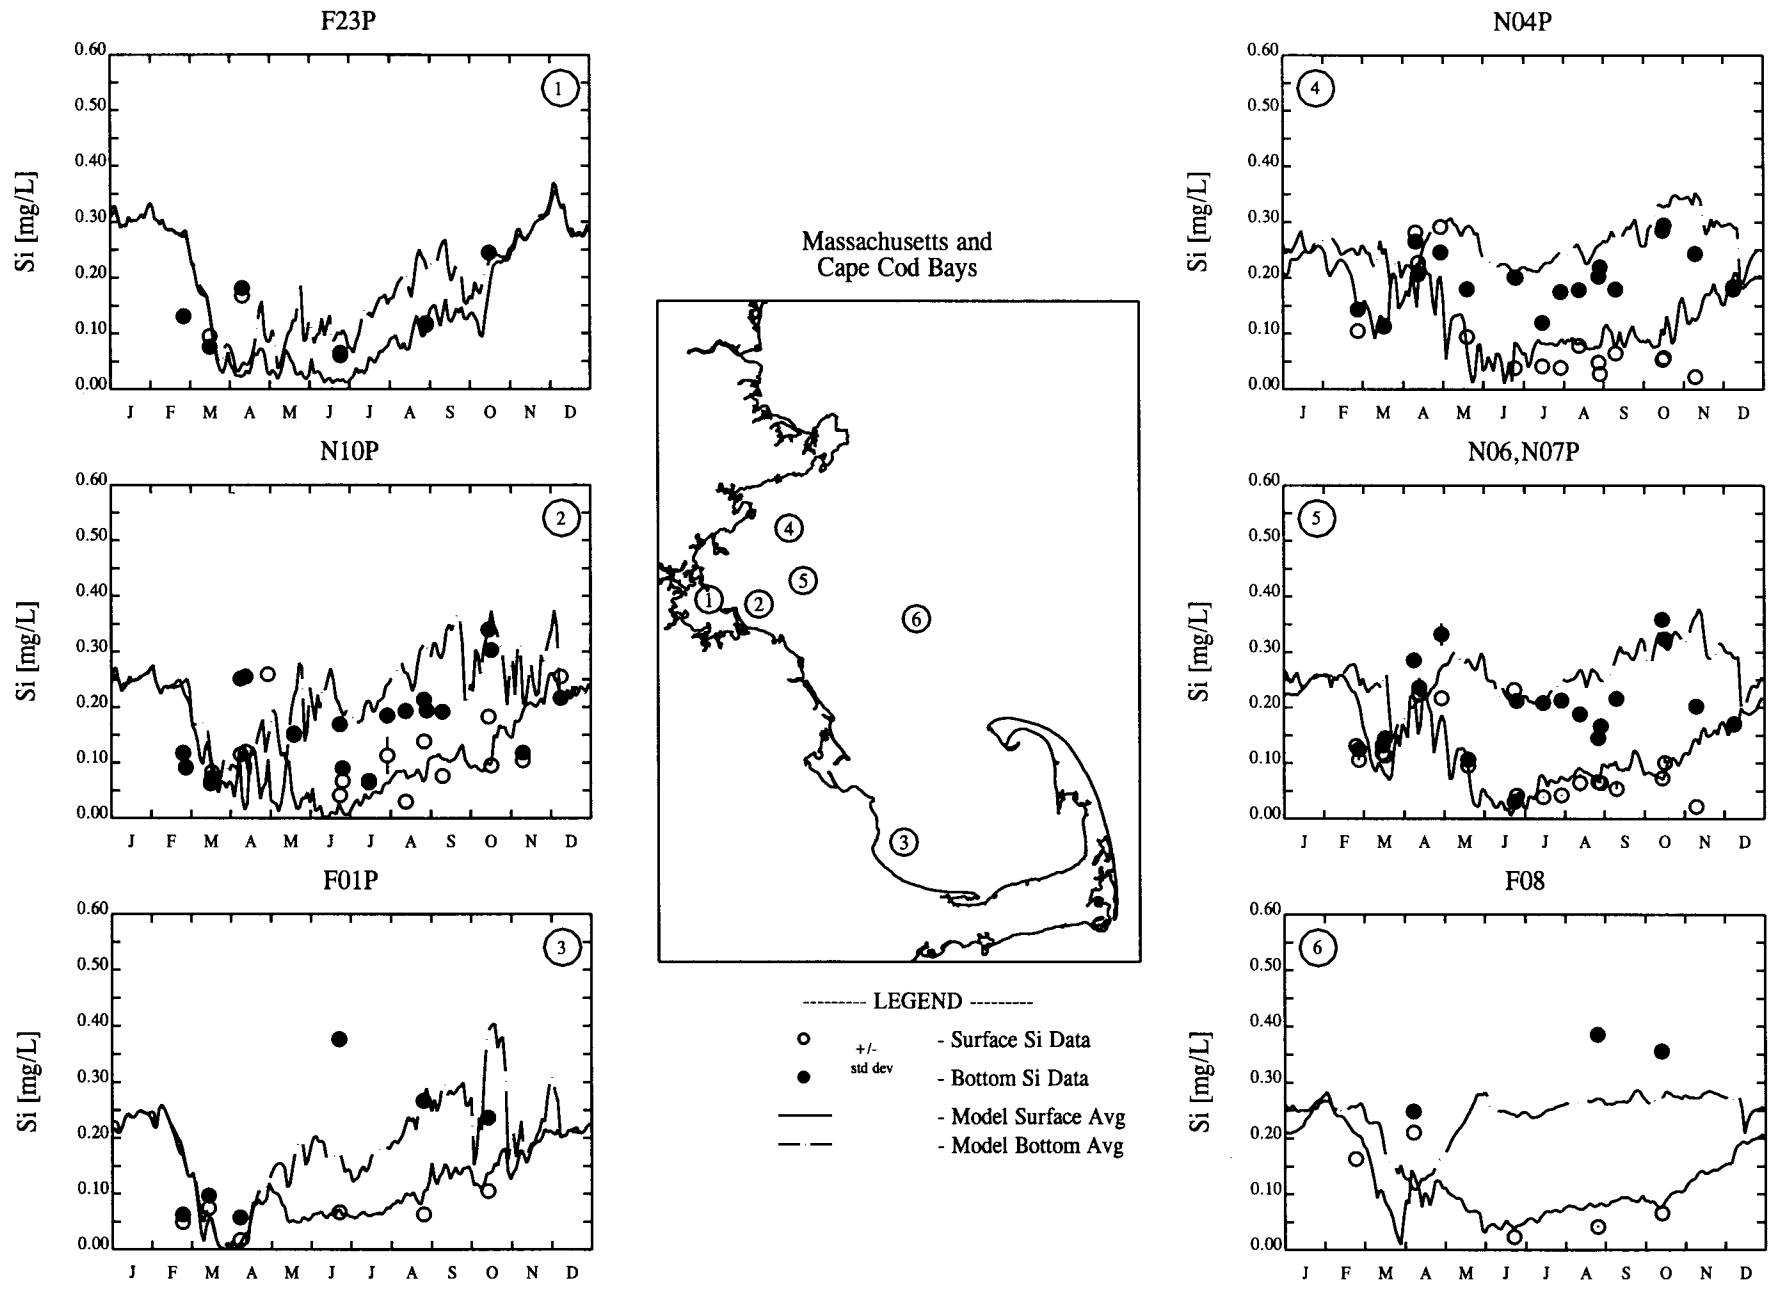 F23P
0.60
0.50
0.40
0.30
0.20
0.10
0.00
Si [mg/L]
1
J F M A M J J A S O N D
N10P
0.60
0.50
0.40
0.30
0.20
0.10
0.00
Si [mg/L]
2
J F M A M J J A S O N D
F01P
0.60
0.50
0.40
0.30
0.20
0.10
0.00
Si [mg/L]
3
J F M A M J J A S O N D
Massachusetts and
Cape Cod Bays
4
5
1
2
6
3
--------- LEGEND ---------
+/-
std dev
- Surface Si Data
- Bottom Si Data
- Model Surface Avg
- Model Bottom Avg
N04P
0.60
0.50
0.40
0.30
0.20
0.10
0.00
Si [mg/L]
4
J F M A M J J A S O N D
N06,N07P
0.60
0.50
0.40
0.30
0.20
0.10
0.00
Si [mg/L]
5
J F M A M J J A S O N D
F08
0.60
0.50
0.40
0.30
0.20
0.10
0.00
Si [mg/L]
6
J F M A M J J A S O N D